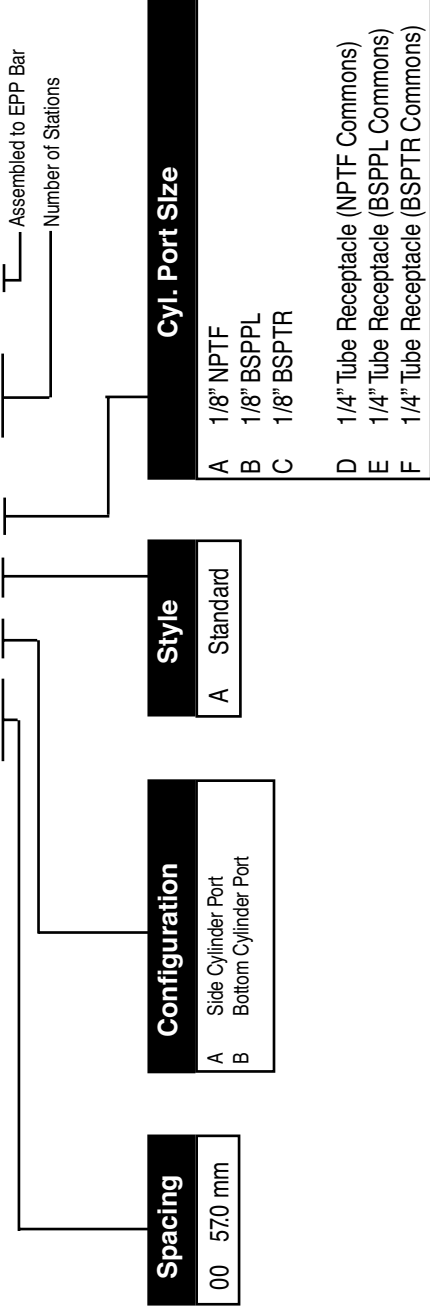 Assembled to EPP Bar
Number of Stations
Spacing
00 57.0 mm
Configuration
A Side Cylinder Port
B Bottom Cylinder Port
Style
A Standard
Cyl. Port SIze
A 1/8" NPTF
B 1/8" BSPPL
C 1/8" BSPTR
D 1/4" Tube Receptacle (NPTF Commons)
E 1/4" Tube Receptacle (BSPPL Commons)
F 1/4" Tube Receptacle (BSPTR Commons)